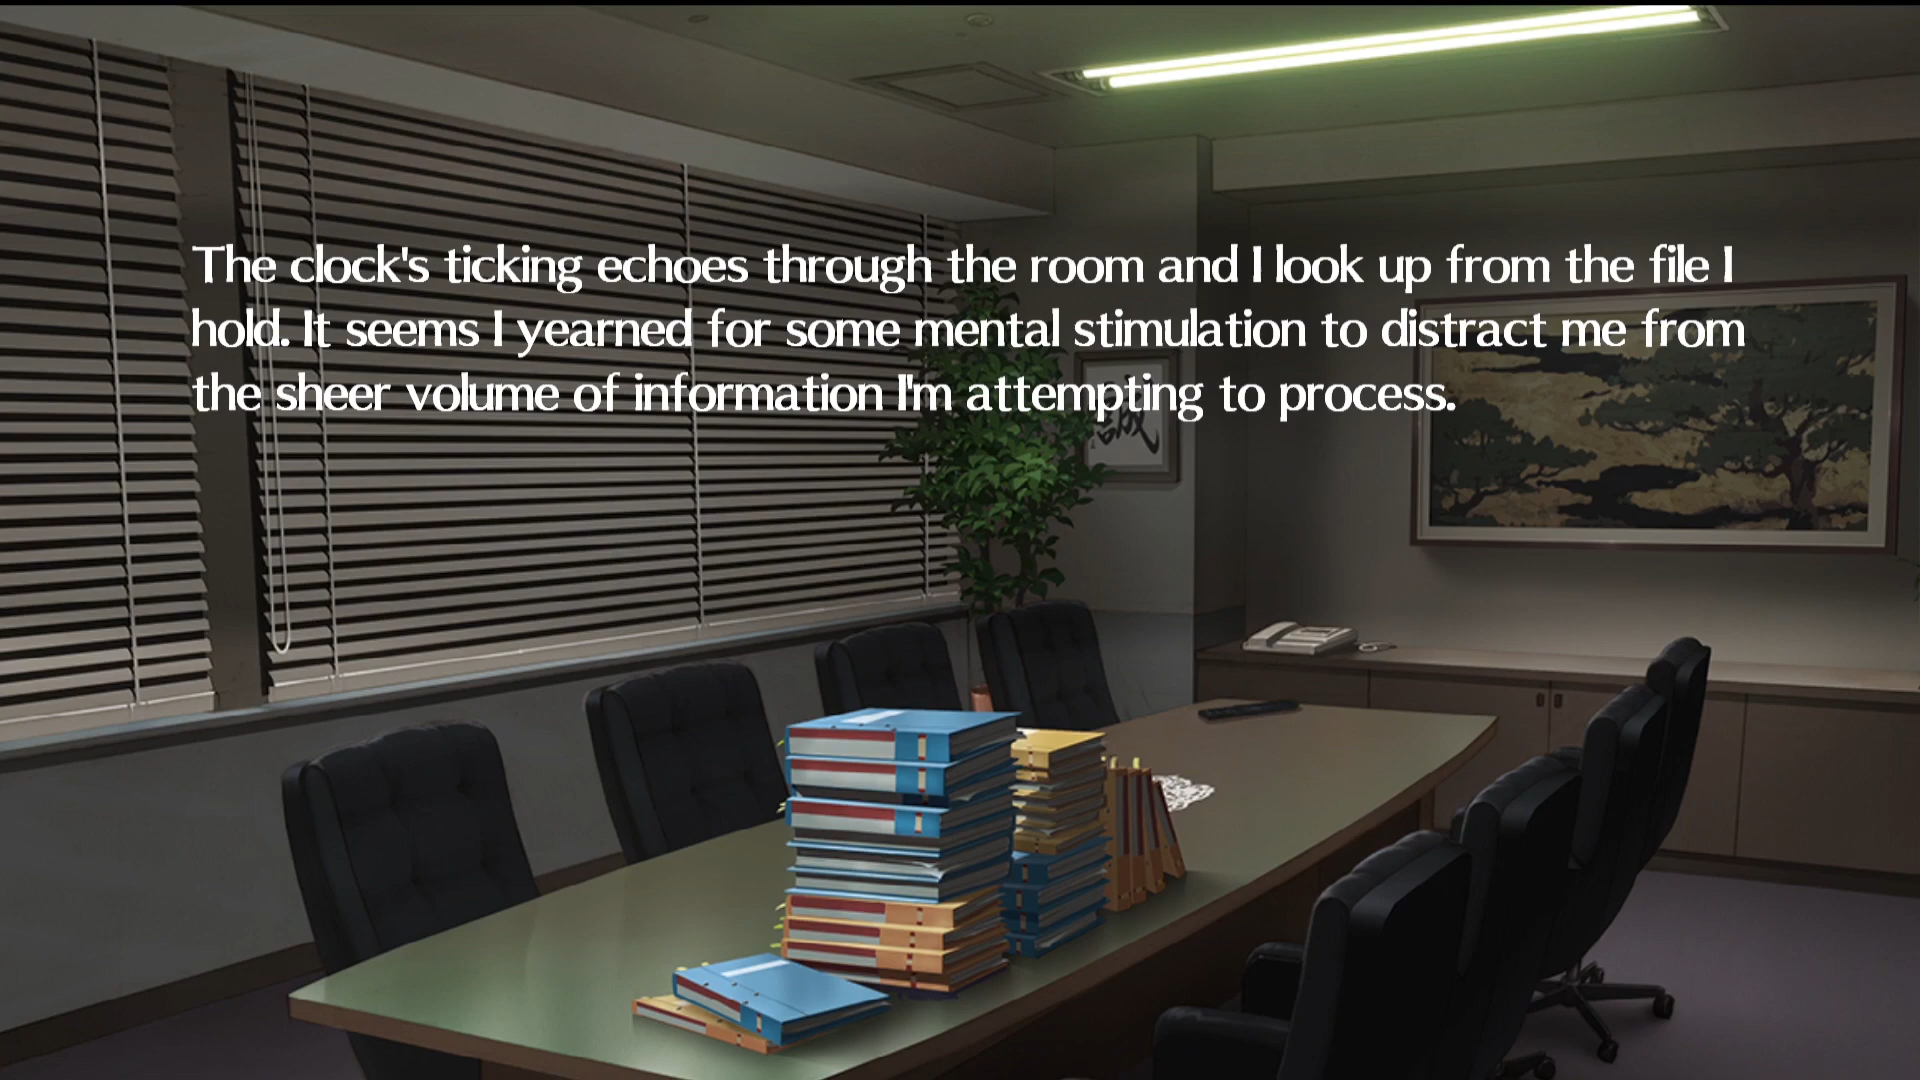 The clock's ticking echoes through the room and I look up from the file I
hold. It seems I yearned for some mental stimulation to distract me from
the sheer volume of information I'm attempting to process.
誠